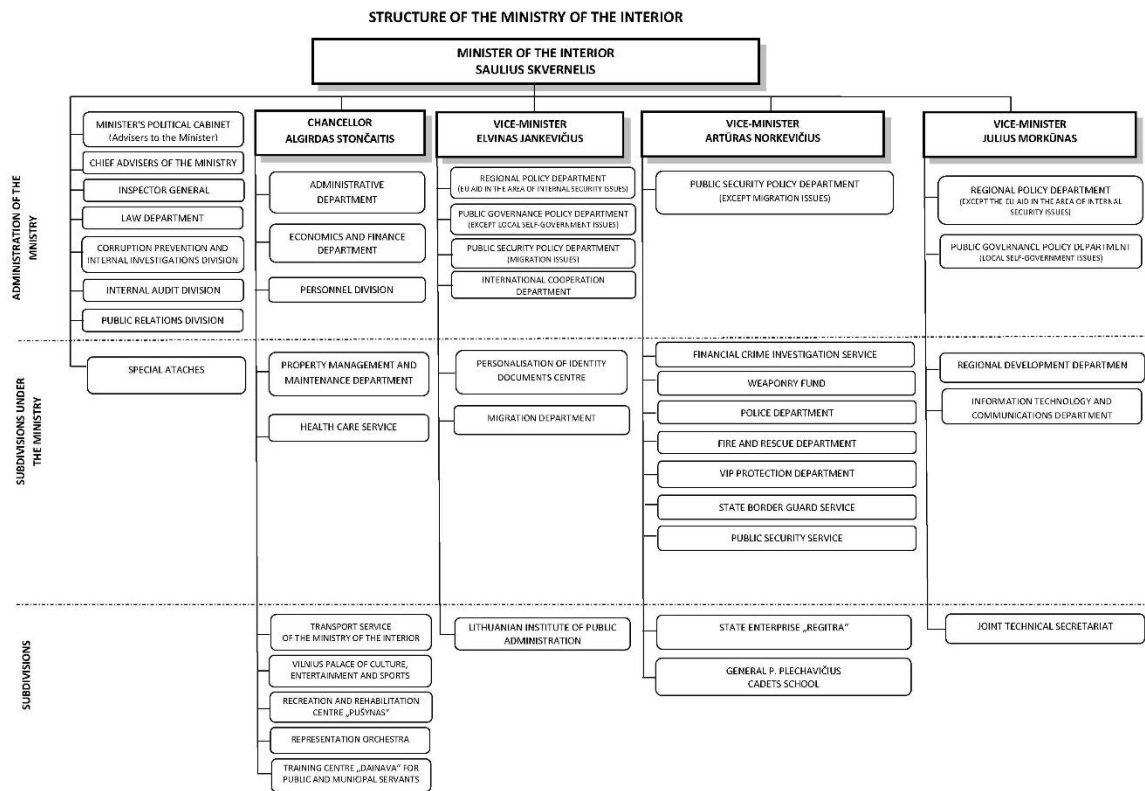 STRUCTURE OF THE MINISTRY OF THE INTERIOR
MINISTER OF THE INTERIOR
SAULIUS SKVERNELIS
ADMINISTRATION OF THE
MNISTRY
MINISTER'S POLITICAL CABINET
(Advisers to the Minister)
CHIEF ADVISERS OF THE MINISTRY
INSPECTOR GENERAL
LAW DEPARTMENT
CORRUPTION PREVENTION AND
INTERNAL INVESTIGATIONS DIVISION
INTERNAL AUDIT DIVISION
PUBLIC RELATIONS DIVISION
CHANCELLOR
ALGIRDAS STONČAITIS
ADMINISTRATIVE
DEPARTMENT
ECONOMICS AND FINANCE
DEPARTMENT
PERSONNEL DIVISION
VICE-MINISTER
ELVINAS JANKEVIČIUS
REGIONAL POLICY DEPARTMENT
(EU AID IN THE AREA OF INTERNAL SECURITY ISSUES)
PUBLIC GOVERNANCE POLICY DEPARTMENT
(EXCEPT LOCAL SELF-GOVERNMENT ISSUES)
PUBLIC SECURITY POLICY DEPARTMENT
(MIGRATION ISSUES)
INTERNATIONAL COOPERATION
DEPARTMENT
VICE-MINISTER
ARTŪRAS NORKEVIČIUS
PUBLIC SECURITY POLICY DEPARTMENT
(EXCEPT MIGRATION ISSUES)
VICE-MINISTER
JULIUS MORKŪNAS
REGIONAL POLICY DEPARTMENT
(EXCEPT THE EU AID IN THE AREA OF INTERNAL
SECURITY ISSUES)
PUBLIC GOVERNANCE POLICY DEPARTMENT
(LOCAL SELF-GOVERNMENT ISSUES)
SUBDIVISIONS UNDER
THE MINISTRY
SPECIAL ATACHES
PROPERTY MANAGEMENT AND
MAINTENANCE DEPARTMENT
HEALTH CARE SERVICE
PERSONALISATION OF IDENTITY
DOCUMENTS CENTRE
MIGRATION DEPARTMENT
FINANCIAL CRIME INVESTIGATION SERVICE
WEAPONRY FUND
POLICE DEPARTMENT
FIRE AND RESCUE DEPARTMENT
VIP PROTECTION DEPARTMENT
STATE BORDER GUARD SERVICE
PUBLIC SECURITY SERVICE
REGIONAL DEVELOPMENT DEPARTMEN
INFORMATION TECHNOLOGY AND
COMMUNICATIONS DEPARTMENT
SUBDIVISIONS
TRANSPORT SERVICE
OF THE MINISTRY OF THE INTERIOR
VILNIUS PALACE OF CULTURE,
ENTERTAINMENT AND SPORTS
RECREATION AND REHABILITATION
CENTRE „PUŠYNAS“
REPRESENTATION ORCHESTRA
TRAINING CENTRE „DAINAVA“ FOR
PUBLIC AND MUNICIPAL SERVANTS
LITHUANIAN INSTITUTE OF PUBLIC
ADMINISTRATION
STATE ENTERPRISE „REGITRA“
GENERAL P. PLECHAVIČIUS
CADETS SCHOOL
JOINT TECHNICAL SECRETARIAT